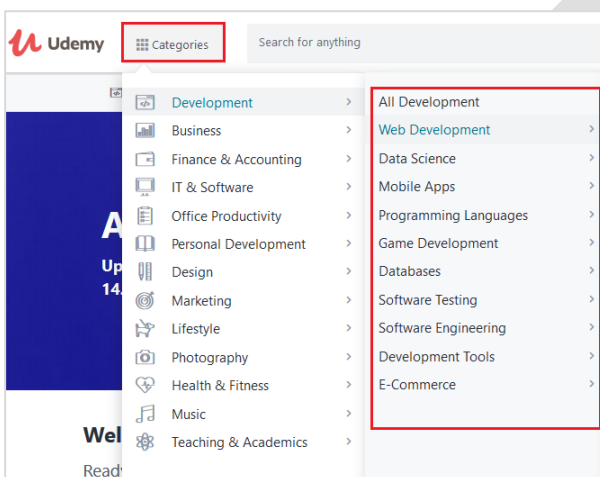 Udemy
Categories
Search for anything
Development
Business
Finance & Accounting
IT & Software
Office Productivity
Personal Development
Design
Marketing
Lifestyle
Photography
Health & Fitness
Music
Teaching & Academics
All Development
Web Development
Data Science
Mobile Apps
Programming Languages
Game Development
Databases
Software Testing
Software Engineering
Development Tools
E-Commerce
A
Up
14.
Wel
Read